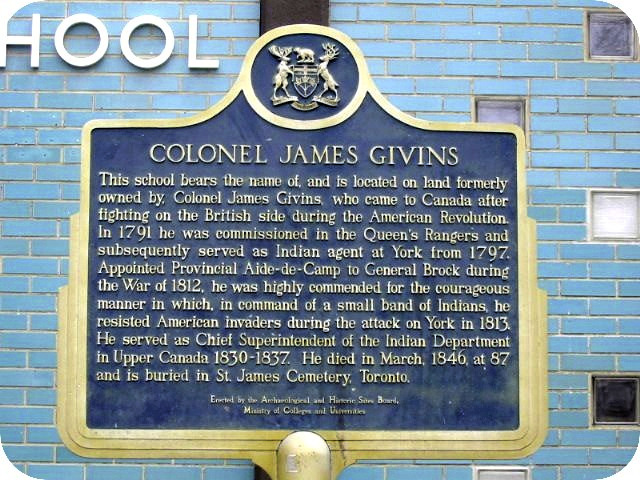 HOOL
COLONEL JAMES GIVINS
This school bears the name of, and is located on land formerly
owned by, Colonel James Givins, who came to Canada after
fighting on the British side during the American Revolution.
In 1791 he was commissioned in the Queen's Rangers and
subsequently served as Indian agent at York from 1797.
Appointed Provincial Aide-de-Camp to General Brock during
the War of 1812, he was highly commended for the courageous
manner in which, in command of a small band of Indians, he
resisted American invaders during the attack on York in 1813.
He served as Chief Superintendent of the Indian Department
in Upper Canada 1830-1837. He died in March, 1846, at 87
and is buried in St. James Cemetery, Toronto.
Erected by the Archaeological and Historic Sites Board,
Ministry of Colleges and Universities